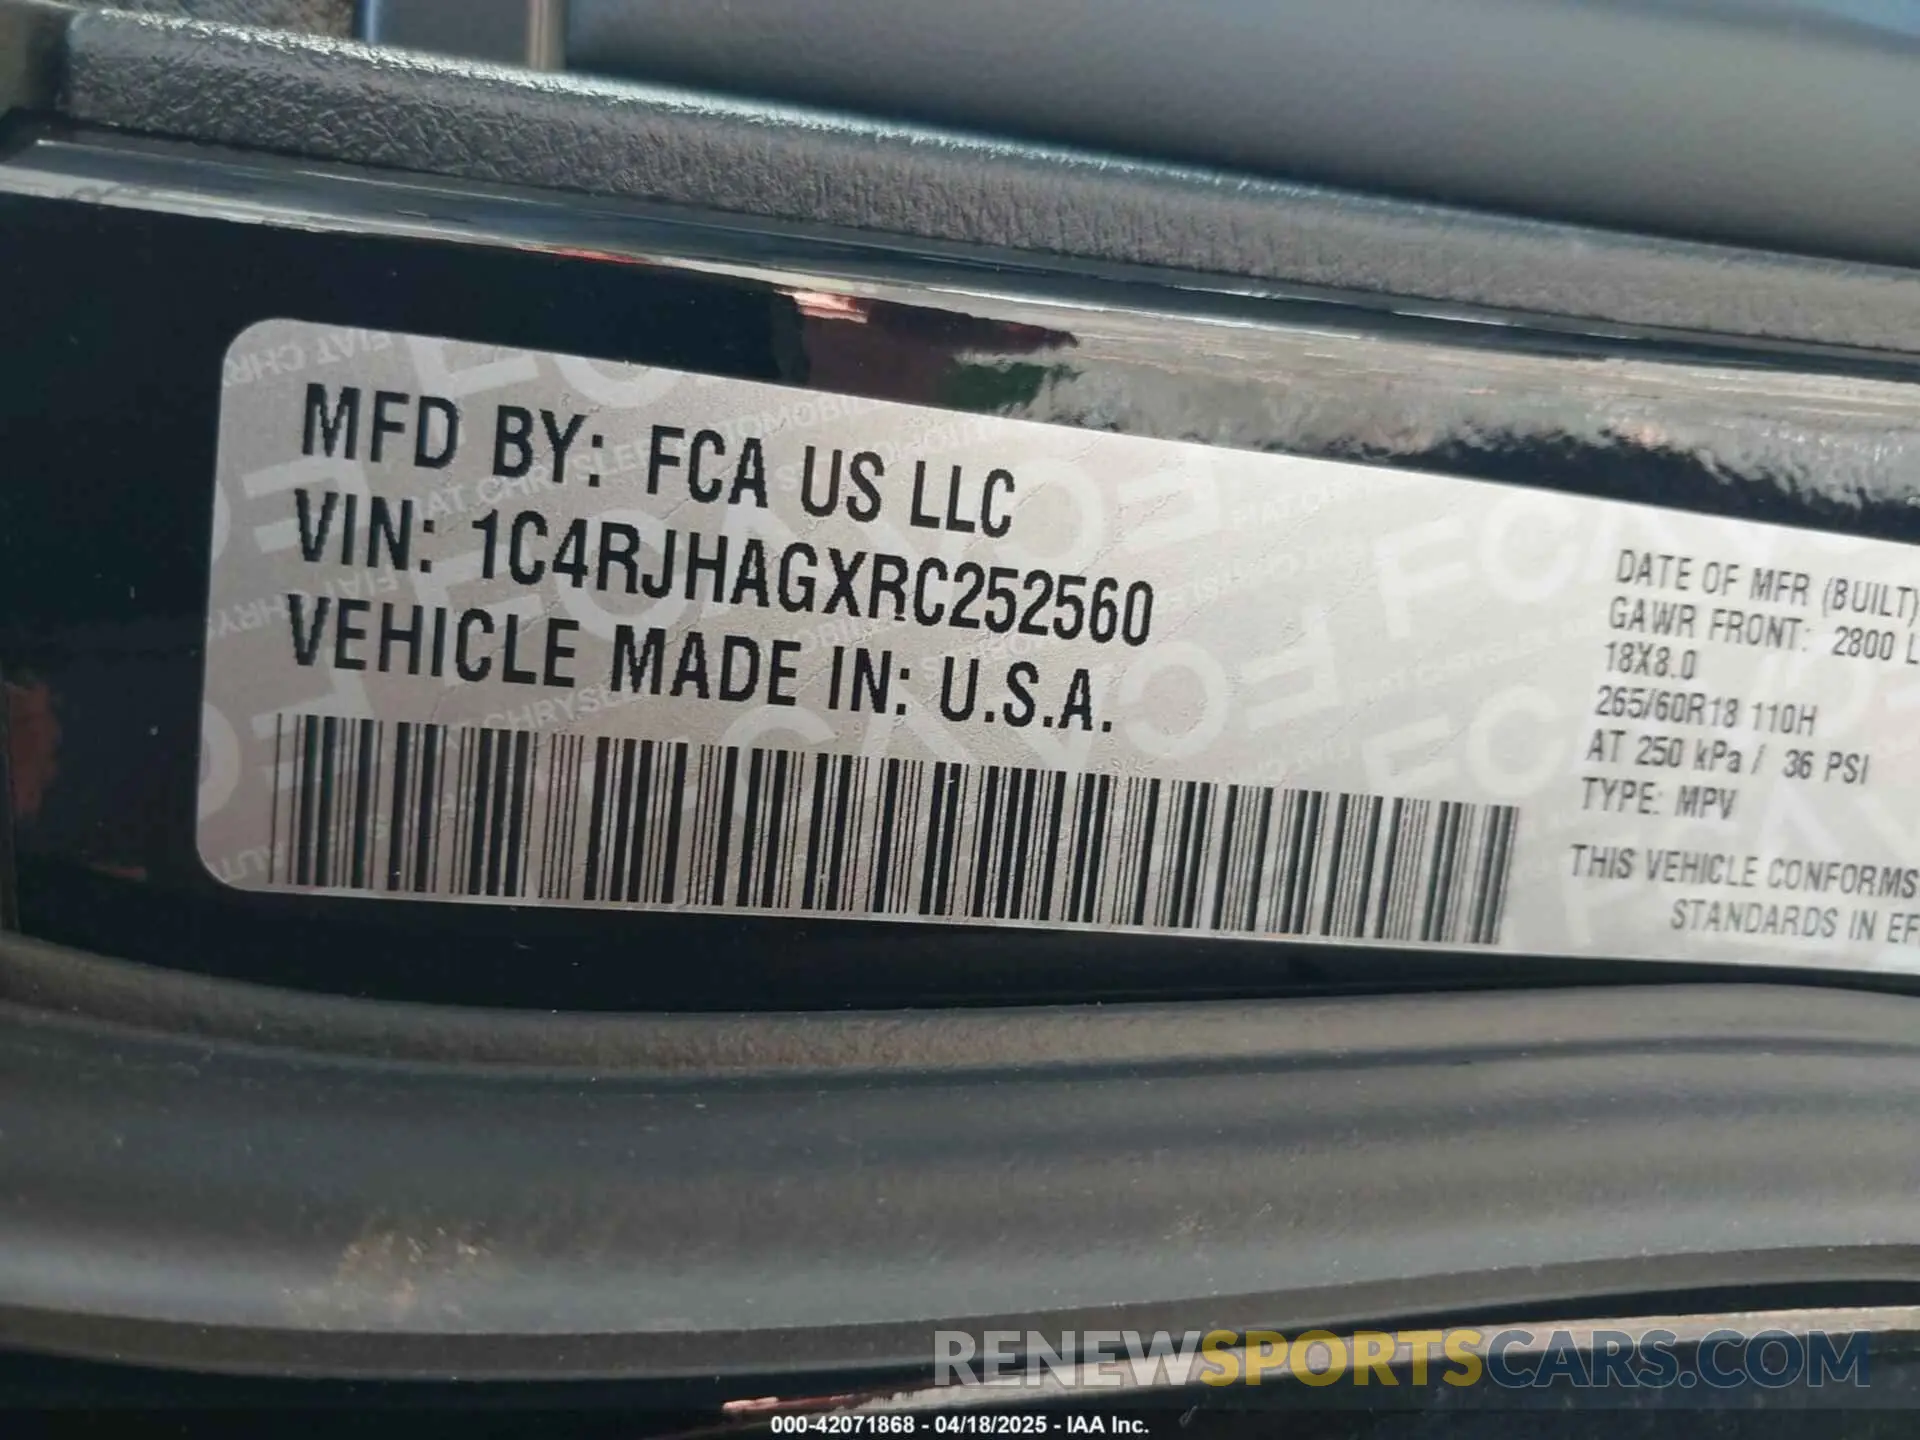 MFD BY: FCA US LLC
VIN: 1C4RJHAGXRC252560
VEHICLE MADE IN: U.S.A.
DATE OF MFR (BUILT)
GAWR FRONT: 2800 L
18X8.0
265/60R18 110H
AT 250 kPa / 36 PSI
TYPE: MPV
THIS VEHICLE CONFORMS
STANDARDS IN EF
RENEWSPORTSCARS.COM
000-42071868 - 04/18/2025 - IAA Inc.